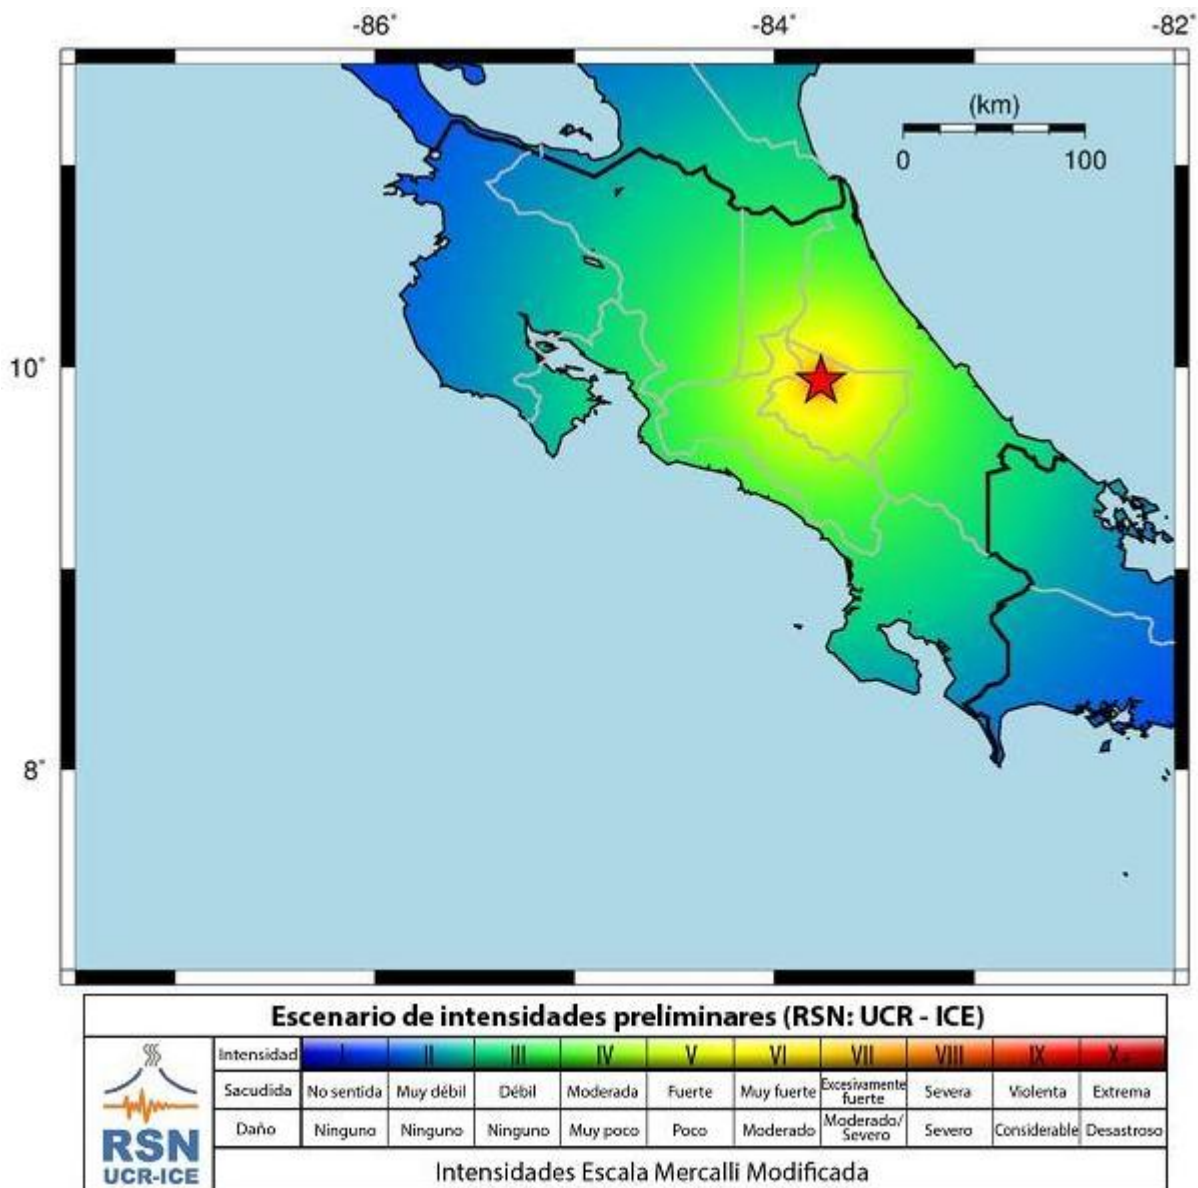 -86°
-84°
-82°
(km)
0
100
10°
8°
Escenario de intensidades preliminares (RSN: UCR - ICE)
Intensidad I II III IV V VI VII VIII IX X+
Sacudida No sentida Muy débil Débil Moderada Fuerte Muy fuerte Excesivamente fuerte Severa Violenta Extrema
Daño Ninguno Ninguno Ninguno Muy poco Poco Moderado Moderado/ Severo Severo Considerable Desastroso
Intensidades Escala Mercalli Modificada
RSN
UCR-ICE